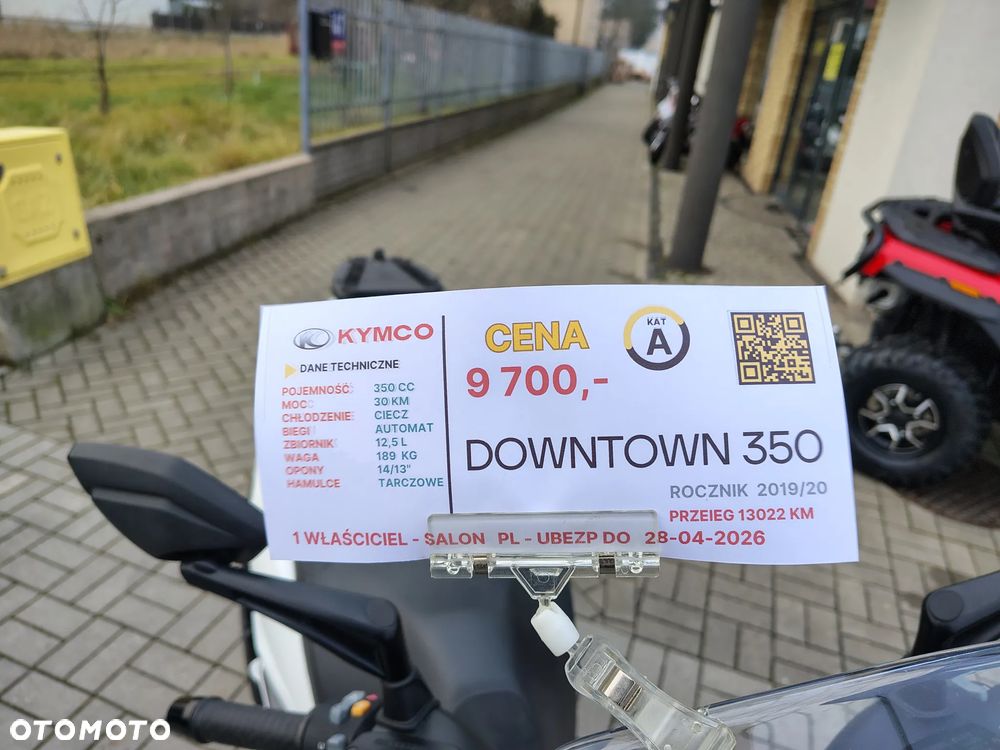 KYMCO
DANE TECHNICZNE
POJEMNOŚĆ: 350 CC
MOC: 30 KM
CHŁODZENIE: CIECZ
BIEGI AUTOMAT
ZBIORNIK: 12,5 L
WAGA 189 KG
OPONY 14/13"
HAMULCE TARCZOWE
CENA
9 700,-
KAT
A
DOWNTOWN 350
ROCZNIK 2019/20
PRZEIEG 13022 KM
1 WŁAŚCICIEL - SALON PL - UBEZP DO 28-04-2026
OTOMOTO